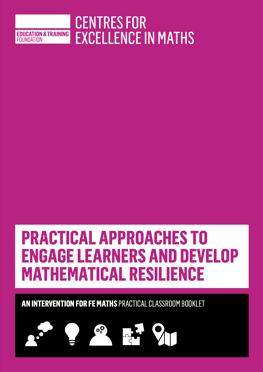 EDUCATION & TRAINING
FOUNDATION
CENTRES FOR
EXCELLENCE IN MATHS
PRACTICAL APPROACHES TO
ENGAGE LEARNERS AND DEVELOP
MATHEMATICAL RESILIENCE
AN INTERVENTION FOR FE MATHS PRACTICAL CLASSROOM BOOKLET